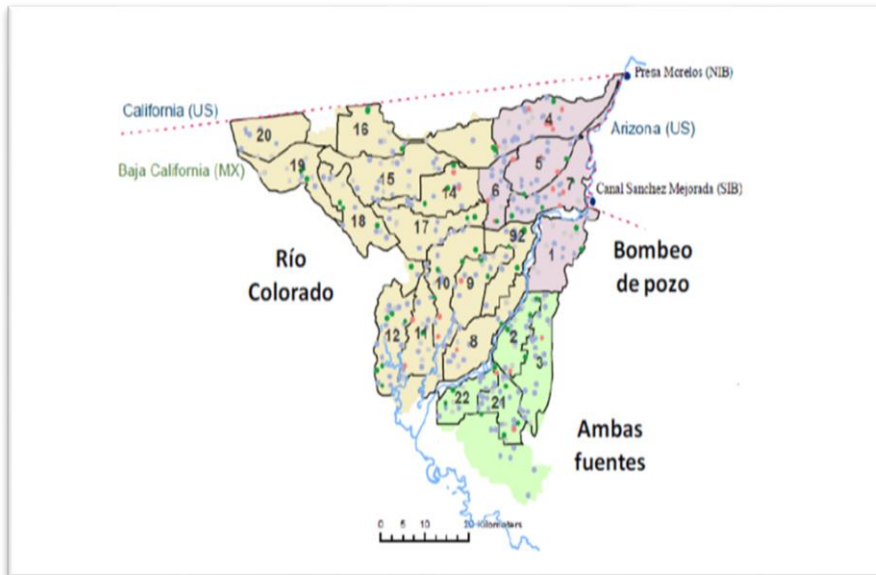 Presa Morelos (NIB)
California (US)
4
Arizona (US)
20
16
5
Baja California (MX)
19
15
14
6
7
Canal Sanchez Mejorada (SIB)
18
17
92
1
Río
Colorado
Bombeo
de pozo
10
9
12
11
8
2
3
22
21
Ambas
fuentes
0 5 10 20 Kilometers